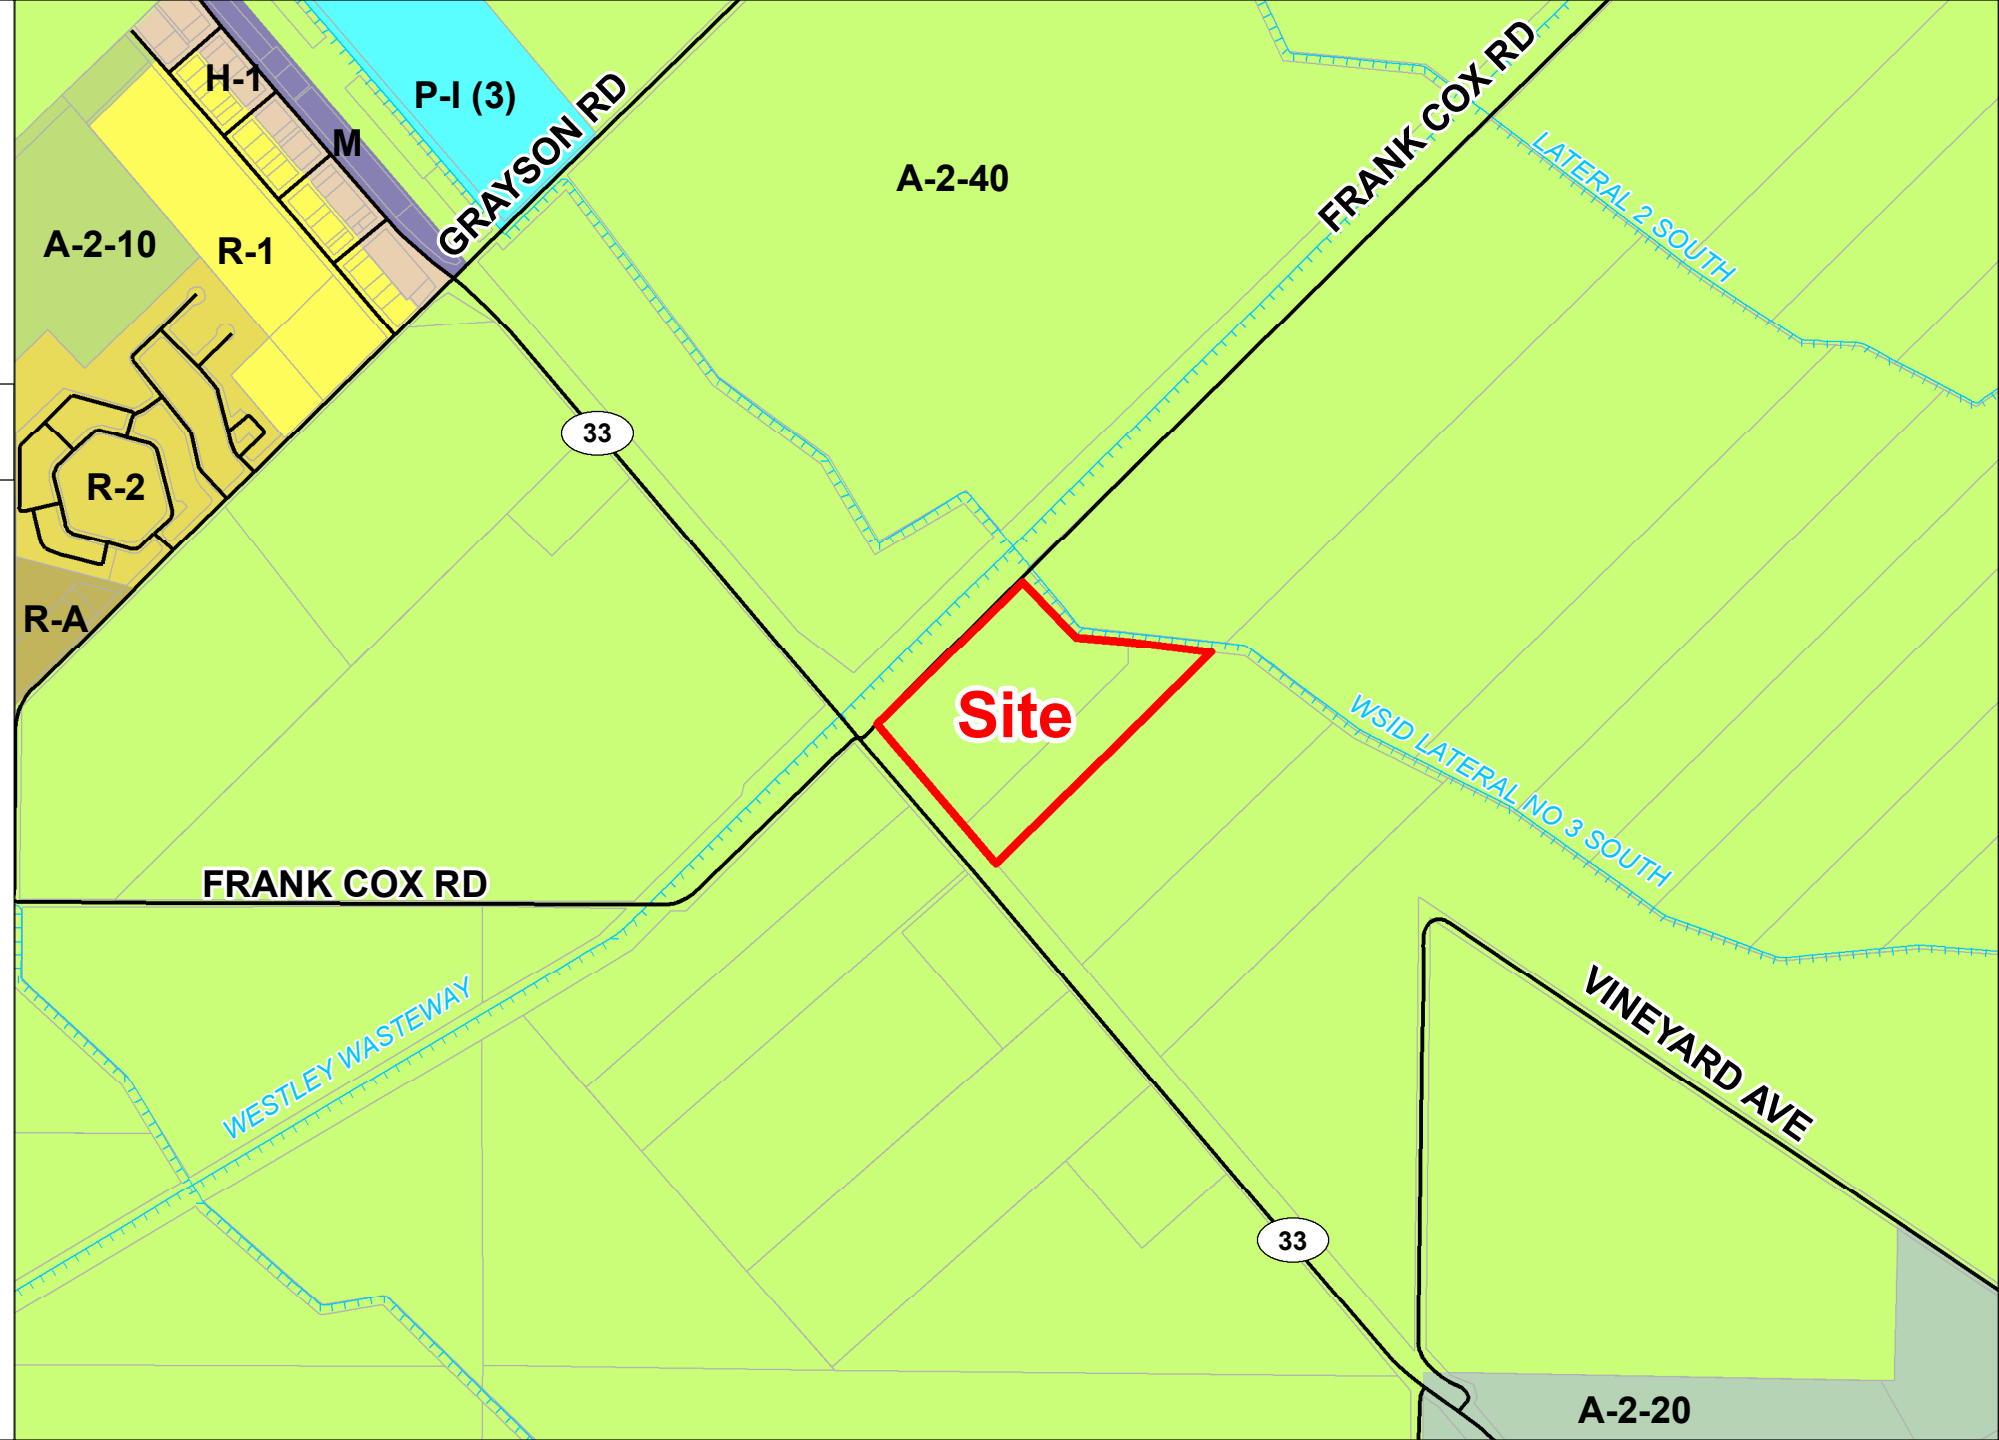 H-1
P-I (3)
M
GRAYSON RD
FRANK COX RD
A-2-40
LATERAL 2 SOUTH
A-2-10
R-1
33
R-2
R-A
Site
WSID LATERAL NO 3 SOUTH
FRANK COX RD
WESTLEY WASTEWAY
VINEYARD AVE
33
A-2-20